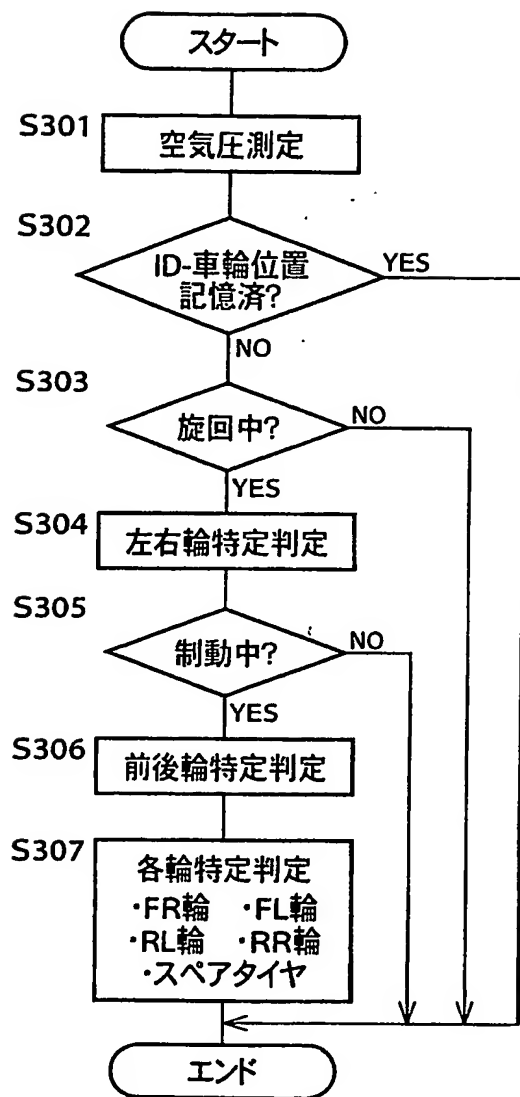 スタート
S301
空気圧測定
S302
ID-車輪位置
記憶済?
YES
NO
S303
旋回中?
NO
YES
S304
左右輪特定判定
S305
制動中?
NO
YES
S306
前後輪特定判定
S307
各輪特定判定
・FR輪 ・FL輪
・RL輪 ・RR輪
・スペアタイヤ
エンド